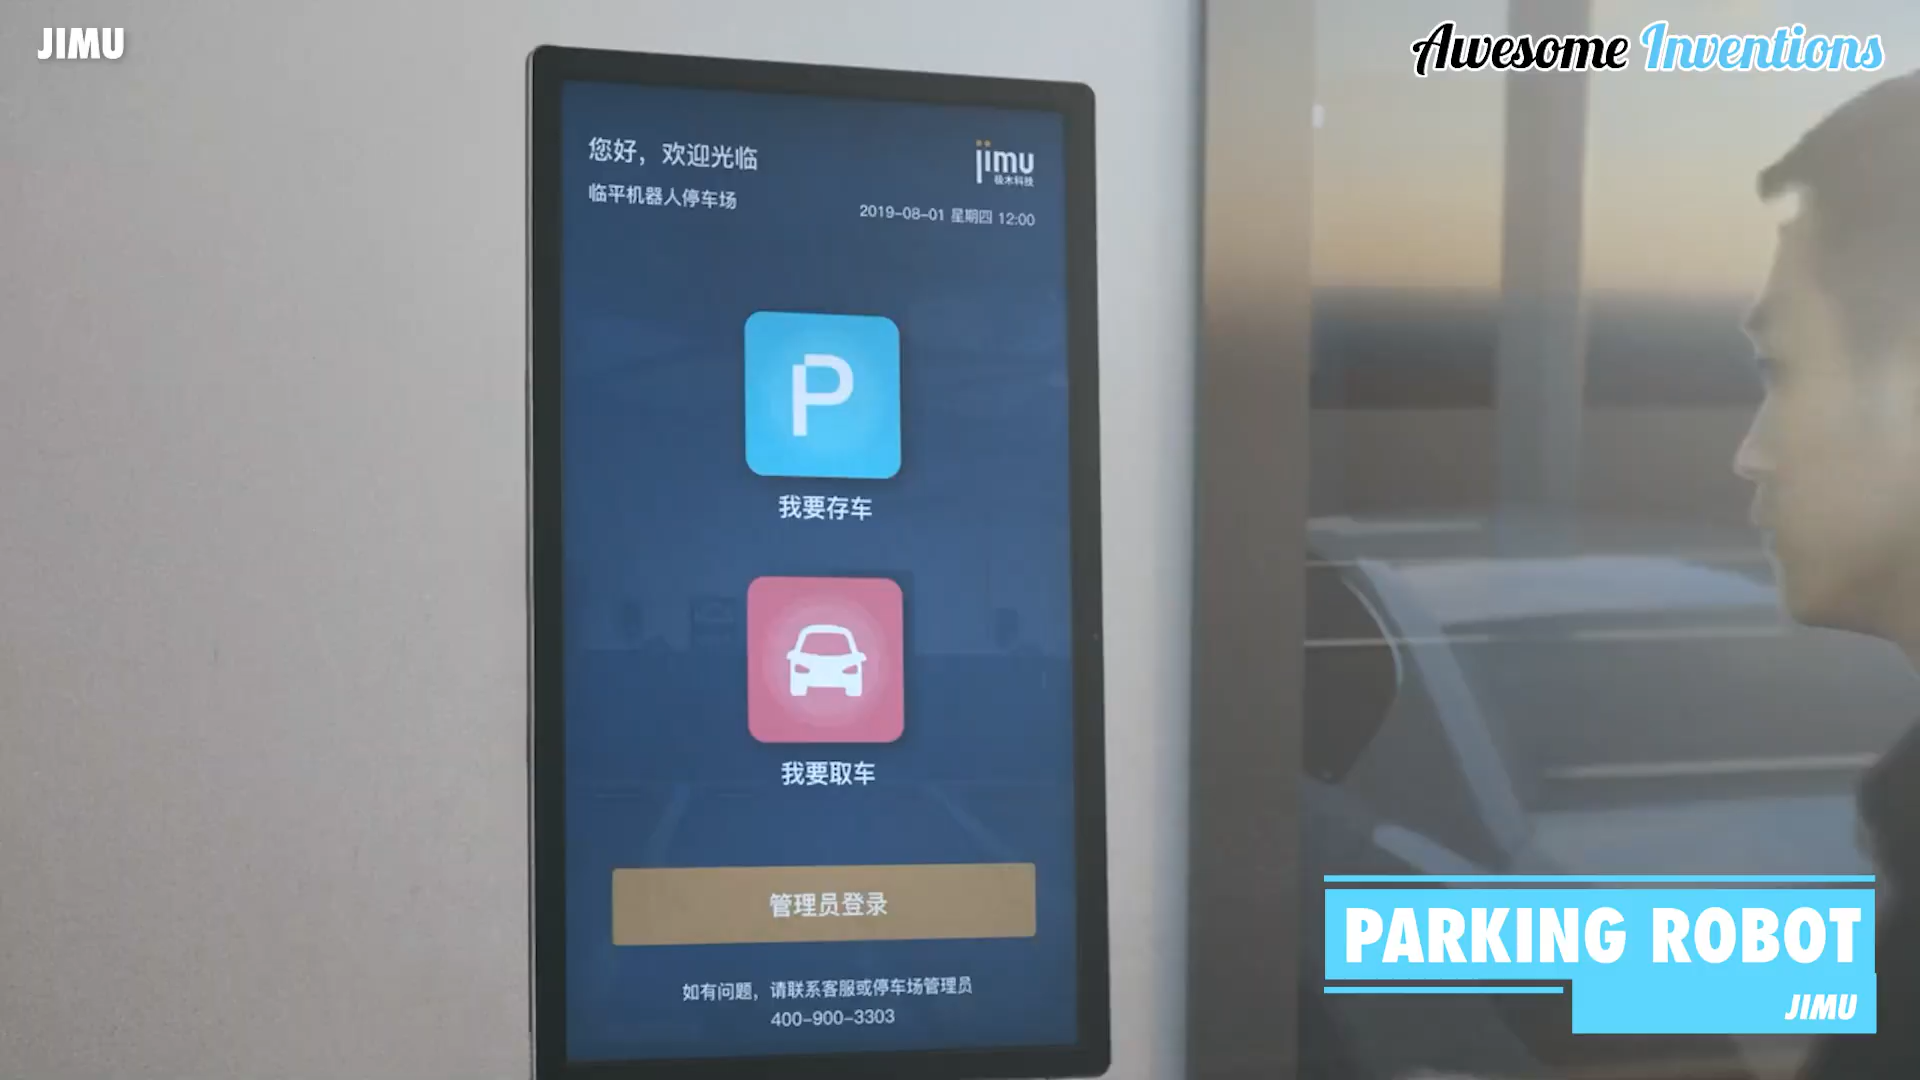 JIMU
Awesome Inventions
您好，欢迎光临
jimu
极木科技
临平机器人停车场
2019-08-01 星期四 12:00
P
我要存车
我要取车
管理员登录
如有问题，请联系客服或停车场管理员
400-900-3303
PARKING ROBOT
JIMU